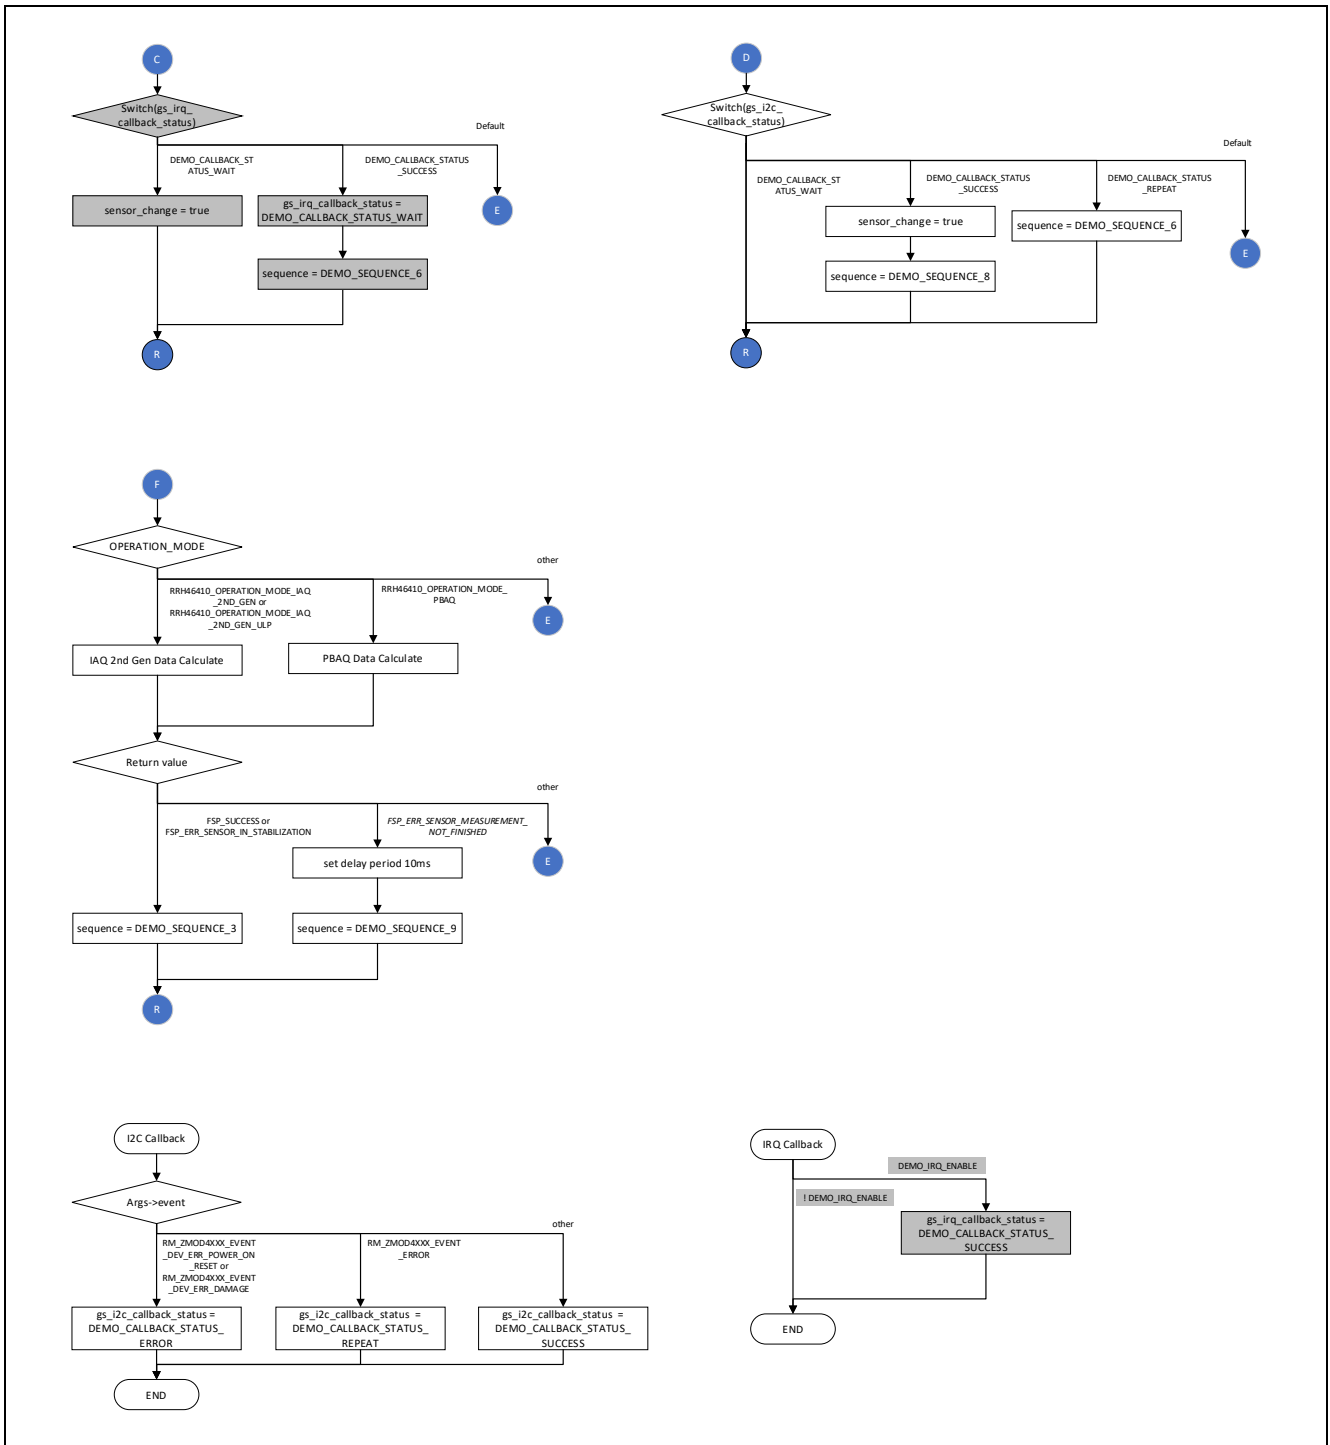 C
Switch(gs_irq_
callback_status)
Default
DEMO_CALLBACK_ST
ATUS_WAIT
DEMO_CALLBACK_STATUS
_SUCCESS
sensor_change = true
gs_irq_callback_status =
DEMO_CALLBACK_STATUS_WAIT
E
sequence = DEMO_SEQUENCE_6
R
D
Switch(gs_i2c_
callback_status)
Default
DEMO_CALLBACK_ST
ATUS_WAIT
DEMO_CALLBACK_STATUS
_SUCCESS
DEMO_CALLBACK_STATUS
_REPEAT
sensor_change = true
sequence = DEMO_SEQUENCE_6
E
sequence = DEMO_SEQUENCE_8
R
F
OPERATION_MODE
other
RRH46410_OPERATION_MODE_IAQ
_2ND_GEN or
RRH46410_OPERATION_MODE_IAQ
_2ND_GEN_ULP
RRH46410_OPERATION_MODE_
PBAQ
E
IAQ 2nd Gen Data Calculate
PBAQ Data Calculate
Return value
other
FSP_SUCCESS or
FSP_ERR_SENSOR_IN_STABILIZATION
FSP_ERR_SENSOR_MEASUREMENT_
NOT_FINISHED
set delay period 10ms
E
sequence = DEMO_SEQUENCE_3
sequence = DEMO_SEQUENCE_9
R
I2C Callback
Args->event
other
RM_ZMOD4XXX_EVENT
_DEV_ERR_POWER_ON
_RESET or
RM_ZMOD4XXX_EVENT
_DEV_ERR_DAMAGE
RM_ZMOD4XXX_EVENT
_ERROR
gs_i2c_callback_status =
DEMO_CALLBACK_STATUS_
ERROR
gs_i2c_callback_status =
DEMO_CALLBACK_STATUS_
REPEAT
gs_i2c_callback_status =
DEMO_CALLBACK_STATUS_
SUCCESS
END
IRQ Callback
DEMO_IRQ_ENABLE
! DEMO_IRQ_ENABLE
gs_irq_callback_status =
DEMO_CALLBACK_STATUS_
SUCCESS
END